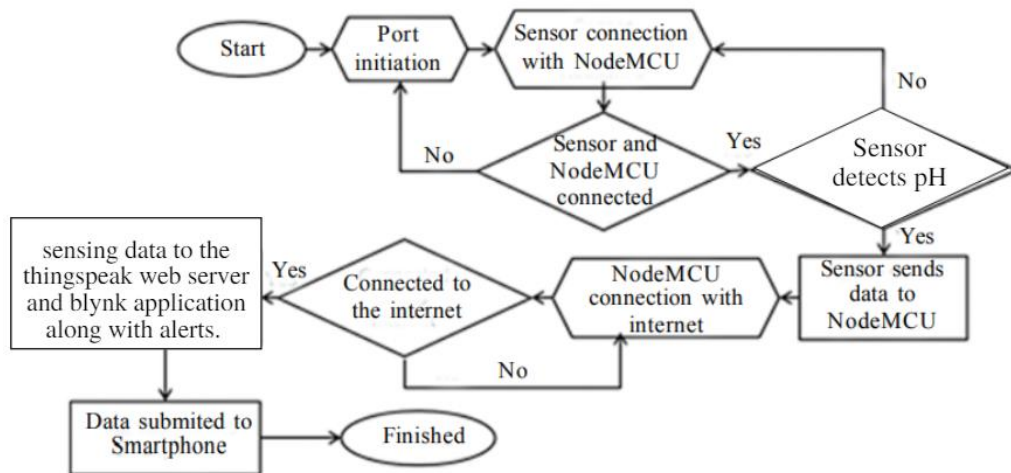 Start
Port
initiation
Sensor connection
with NodeMCU
No
No
Sensor and
NodeMCU
connected
Yes
Sensor
detects pH
Yes
sensing data to the
thingspeak web server
and blynk application
along with alerts.
Yes
Connected to
the internet
NodeMCU
connection with
internet
Sensor sends
data to
NodeMCU
No
Data submited to
Smartphone
Finished